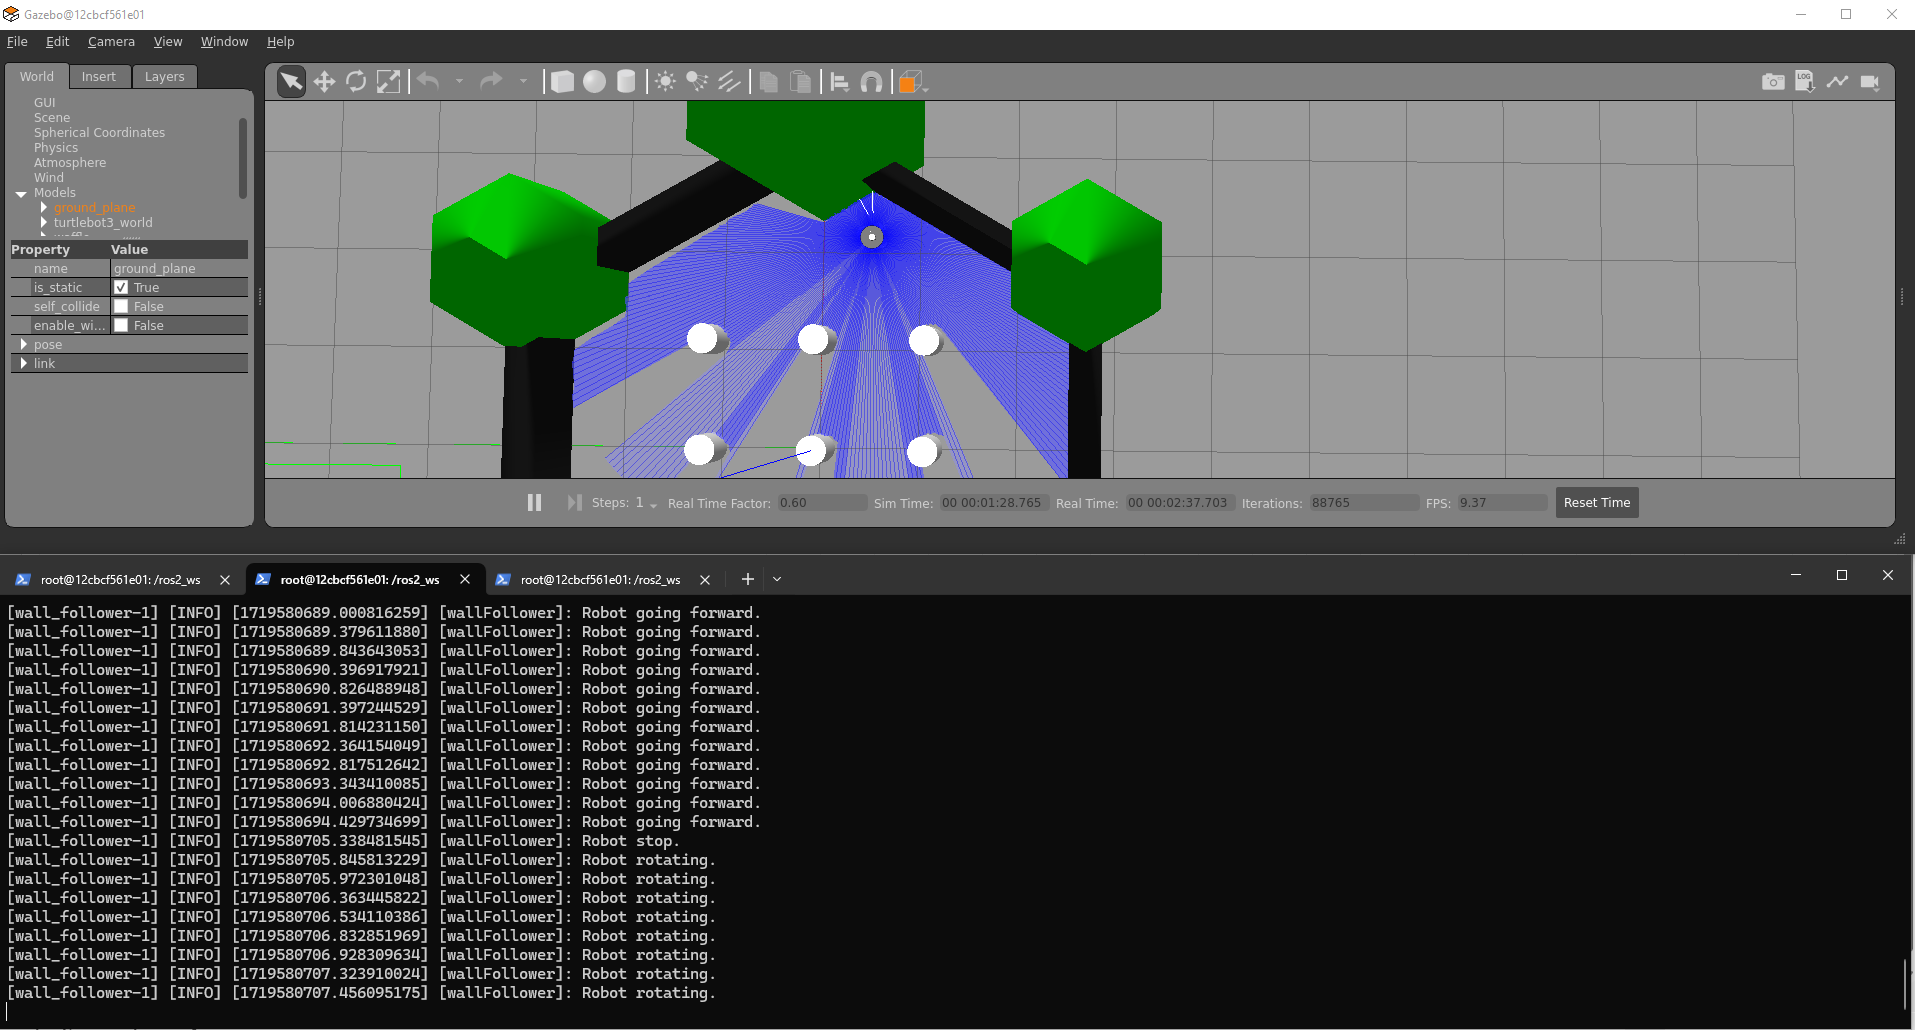 Gazebo@12cbcf561e01
File Edit Camera View Window Help
World Insert Layers
GUI
Scene
Spherical Coordinates
Physics
Atmosphere
Wind
Models
ground_plane
turtlebot3_world
Property Value
name ground_plane
is_static True
self_collide False
enable_wi... False
pose
link
LOG
Steps: 1 Real Time Factor: 0.60 Sim Time: 00 00:01:28.765 Real Time: 00 00:02:37.703 Iterations: 88765 FPS: 9.37 Reset Time
root@12cbcf561e01: /ros2_ws root@12cbcf561e01: /ros2_ws root@12cbcf561e01: /ros2_ws
[wall_follower-1] [INFO] [1719580689.000816259] [wallFollower]: Robot going forward.
[wall_follower-1] [INFO] [1719580689.379611880] [wallFollower]: Robot going forward.
[wall_follower-1] [INFO] [1719580689.843643053] [wallFollower]: Robot going forward.
[wall_follower-1] [INFO] [1719580690.396917921] [wallFollower]: Robot going forward.
[wall_follower-1] [INFO] [1719580690.826488948] [wallFollower]: Robot going forward.
[wall_follower-1] [INFO] [1719580691.397244529] [wallFollower]: Robot going forward.
[wall_follower-1] [INFO] [1719580691.814231150] [wallFollower]: Robot going forward.
[wall_follower-1] [INFO] [1719580692.364154049] [wallFollower]: Robot going forward.
[wall_follower-1] [INFO] [1719580692.817512642] [wallFollower]: Robot going forward.
[wall_follower-1] [INFO] [1719580693.343410085] [wallFollower]: Robot going forward.
[wall_follower-1] [INFO] [1719580694.006880424] [wallFollower]: Robot going forward.
[wall_follower-1] [INFO] [1719580694.429734699] [wallFollower]: Robot going forward.
[wall_follower-1] [INFO] [1719580705.338481545] [wallFollower]: Robot stop.
[wall_follower-1] [INFO] [1719580705.845813229] [wallFollower]: Robot rotating.
[wall_follower-1] [INFO] [1719580705.972301048] [wallFollower]: Robot rotating.
[wall_follower-1] [INFO] [1719580706.363445822] [wallFollower]: Robot rotating.
[wall_follower-1] [INFO] [1719580706.534110386] [wallFollower]: Robot rotating.
[wall_follower-1] [INFO] [1719580706.832851969] [wallFollower]: Robot rotating.
[wall_follower-1] [INFO] [1719580706.928309634] [wallFollower]: Robot rotating.
[wall_follower-1] [INFO] [1719580707.323910024] [wallFollower]: Robot rotating.
[wall_follower-1] [INFO] [1719580707.456095175] [wallFollower]: Robot rotating.